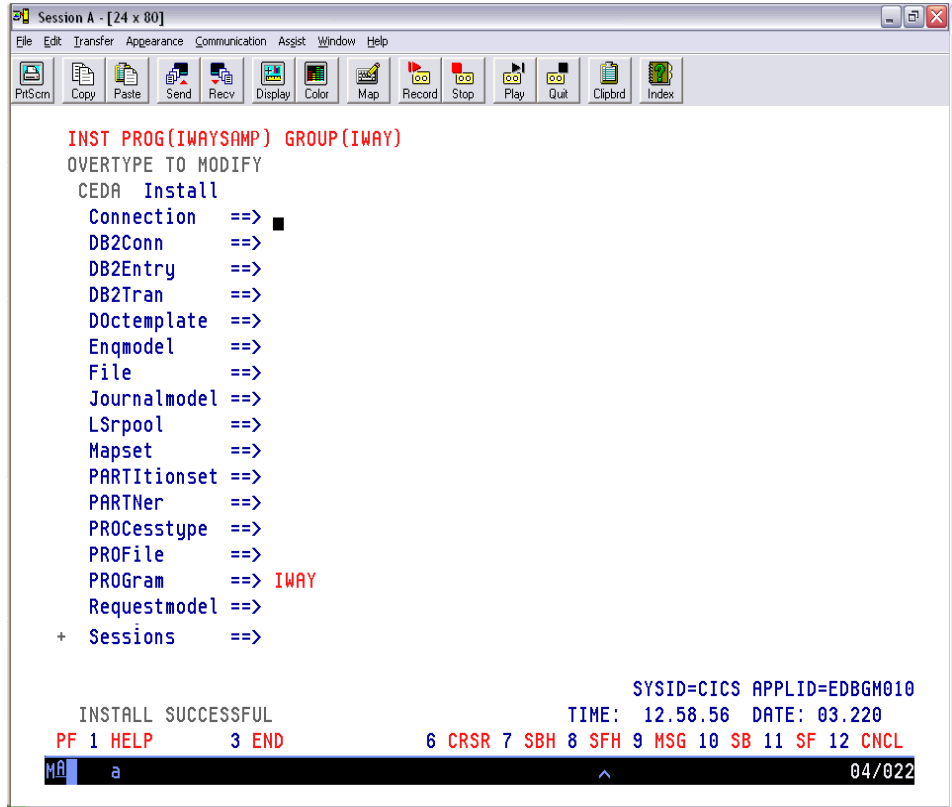 Session A - [24 x 80]
File Edit Transfer Appearance Communication Assist Window Help
PrtScrn Copy Paste Send Recv Display Color Map Record Stop Play Quit Clipbrd Index
INST PROG(IWAYSAMP) GROUP(IWAY)
OVERTYPE TO MODIFY
CEDA Install
Connection ==>
DB2Conn ==>
DB2Entry ==>
DB2Tran ==>
DOctemplate ==>
Enqmodel ==>
File ==>
Journalmodel ==>
LSrpool ==>
Mapset ==>
PARTItionset ==>
PARTNer ==>
PROCesstype ==>
PROFile ==>
PROGram ==> IWAY
Requestmodel ==>
+ Sessions ==>
SYSID=CICS APPLID=EDBGM010
INSTALL SUCCESSFUL TIME: 12.58.56 DATE: 03.220
PF 1 HELP 3 END 6 CRSR 7 SBH 8 SFH 9 MSG 10 SB 11 SF 12 CNCL
MA a ^ 04/022